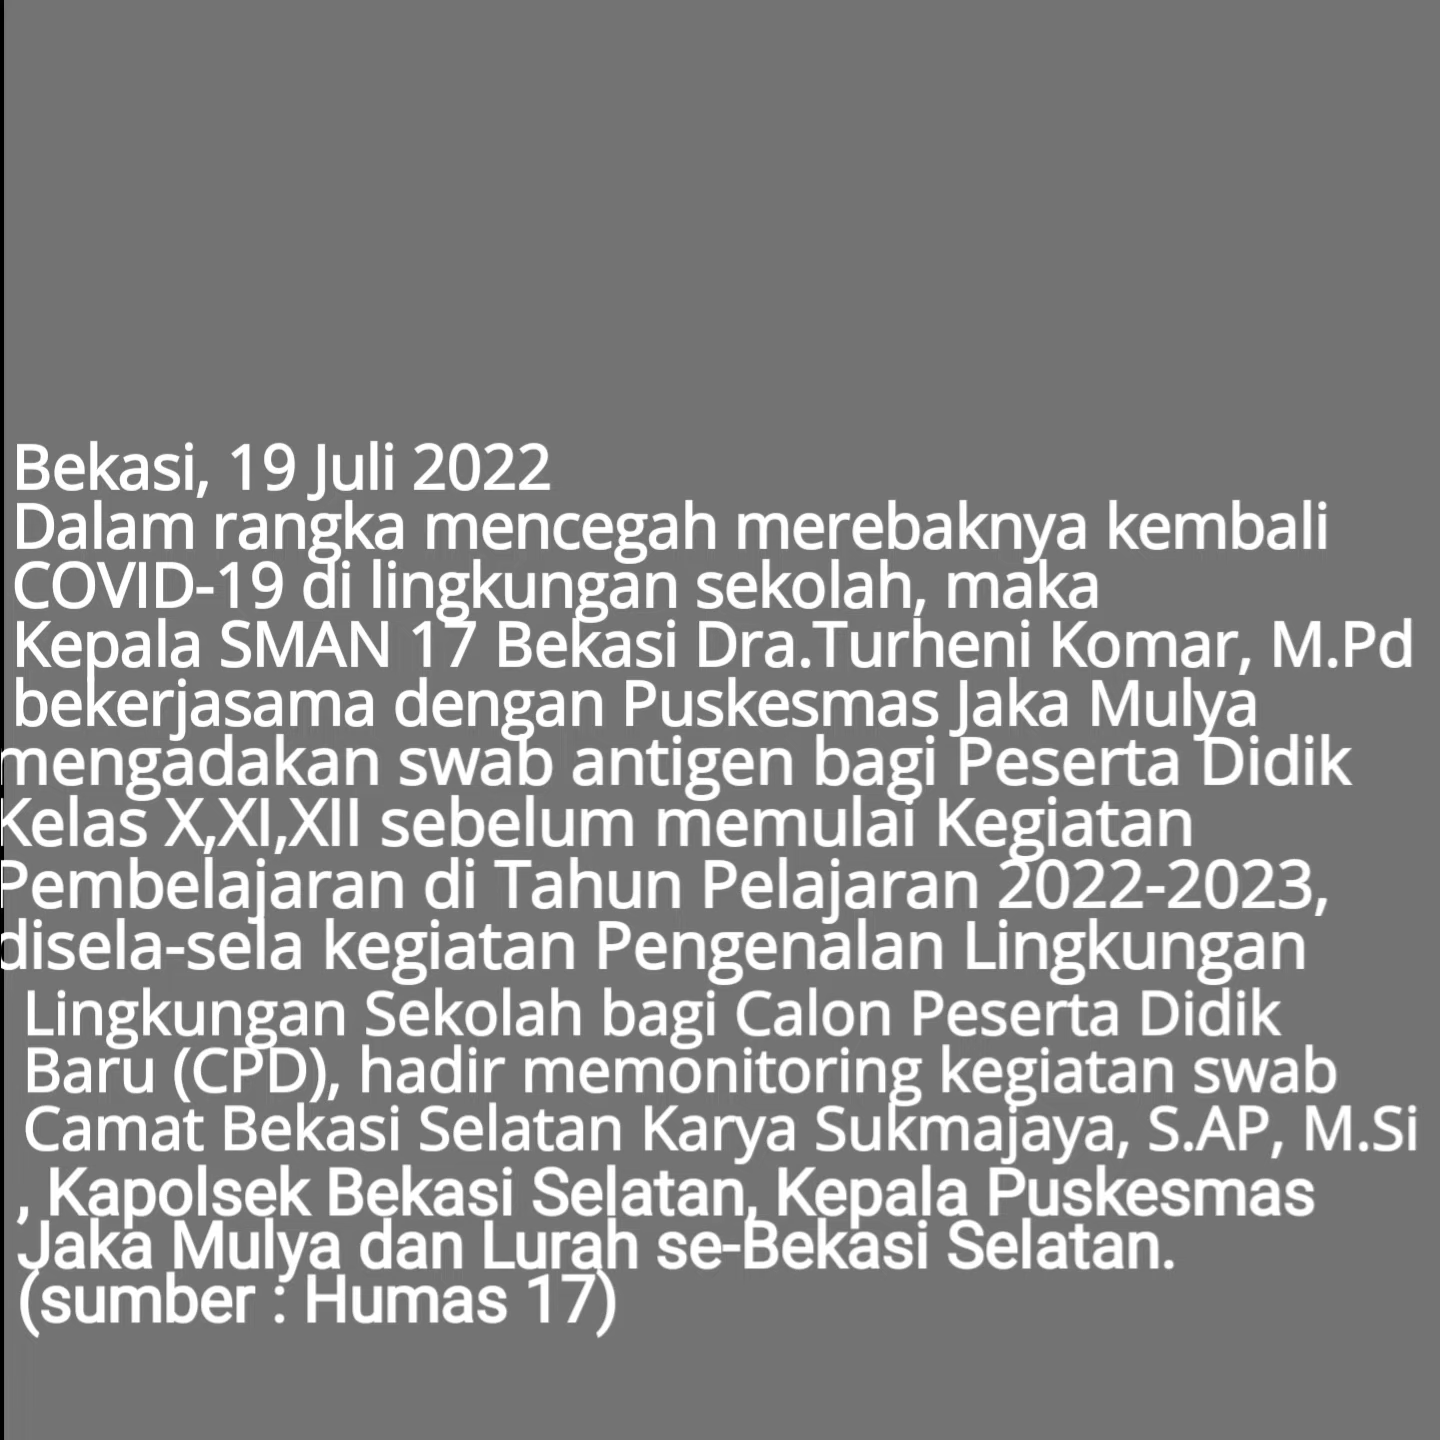 Bekasi, 19 Juli 2022
Dalam rangka mencegah merebaknya kembali
COVID-19 di lingkungan sekolah, maka
Kepala SMAN 17 Bekasi Dra.Turheni Komar, M.Pd
bekerjasama dengan Puskesmas Jaka Mulya
mengadakan swab antigen bagi Peserta Didik
Kelas X,XI,XII sebelum memulai Kegiatan
Pembelajaran di Tahun Pelajaran 2022-2023,
disela-sela kegiatan Pengenalan Lingkungan
Lingkungan Sekolah bagi Calon Peserta Didik
Baru (CPD), hadir memonitoring kegiatan swab
Camat Bekasi Selatan Karya Sukmajaya, S.AP, M.Si
, Kapolsek Bekasi Selatan, Kepala Puskesmas
Jaka Mulya dan Lurah se-Bekasi Selatan.
(sumber : Humas 17)